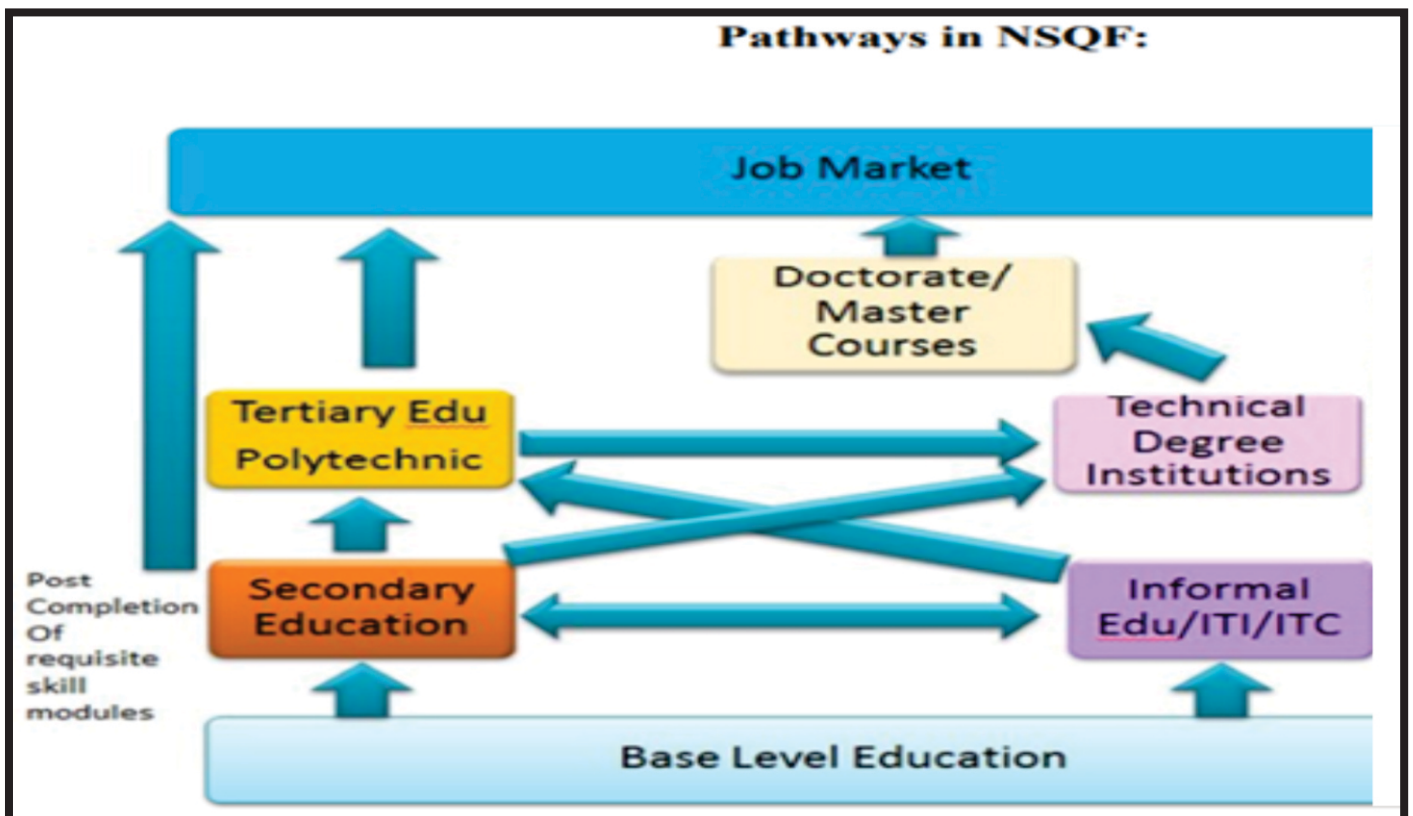 Pathways in NSQF:
Job Market
Doctorate/
Master
Courses
Tertiary Edu
Polytechnic
Technical
Degree
Institutions
Post
Completion
Of
requisite
skill
modules
Secondary
Education
Informal
Edu/ITI/ITC
Base Level Education